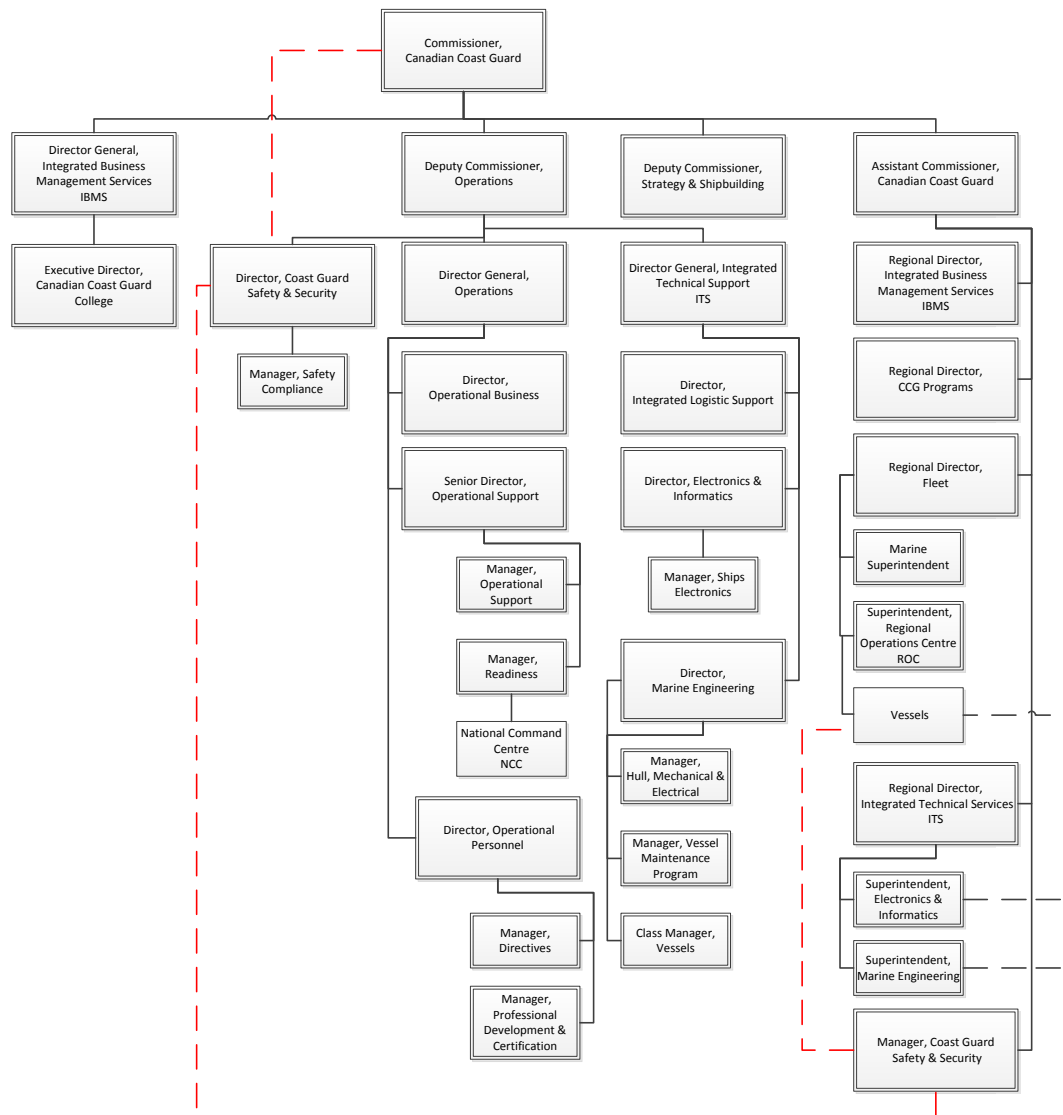 Commissioner,
Canadian Coast Guard
Director General,
Integrated Business
Management Services
IBMS
Deputy Commissioner,
Operations
Deputy Commissioner,
Strategy & Shipbuilding
Assistant Commissioner,
Canadian Coast Guard
Executive Director,
Canadian Coast Guard
College
Director, Coast Guard
Safety & Security
Director General,
Operations
Director General, Integrated
Technical Support
ITS
Regional Director,
Integrated Business
Management Services
IBMS
Manager, Safety
Compliance
Director,
Operational Business
Director,
Integrated Logistic Support
Regional Director,
CCG Programs
Senior Director,
Operational Support
Director, Electronics &
Informatics
Regional Director,
Fleet
Manager,
Operational
Support
Manager, Ships
Electronics
Marine
Superintendent
Superintendent,
Regional
Operations Centre
ROC
Manager,
Readiness
Director,
Marine Engineering
Vessels
National Command
Centre
NCC
Manager,
Hull, Mechanical &
Electrical
Regional Director,
Integrated Technical Services
ITS
Director, Operational
Personnel
Manager, Vessel
Maintenance
Program
Superintendent,
Electronics &
Informatics
Manager,
Directives
Class Manager,
Vessels
Superintendent,
Marine Engineering
Manager,
Professional
Development &
Certification
Manager, Coast Guard
Safety & Security